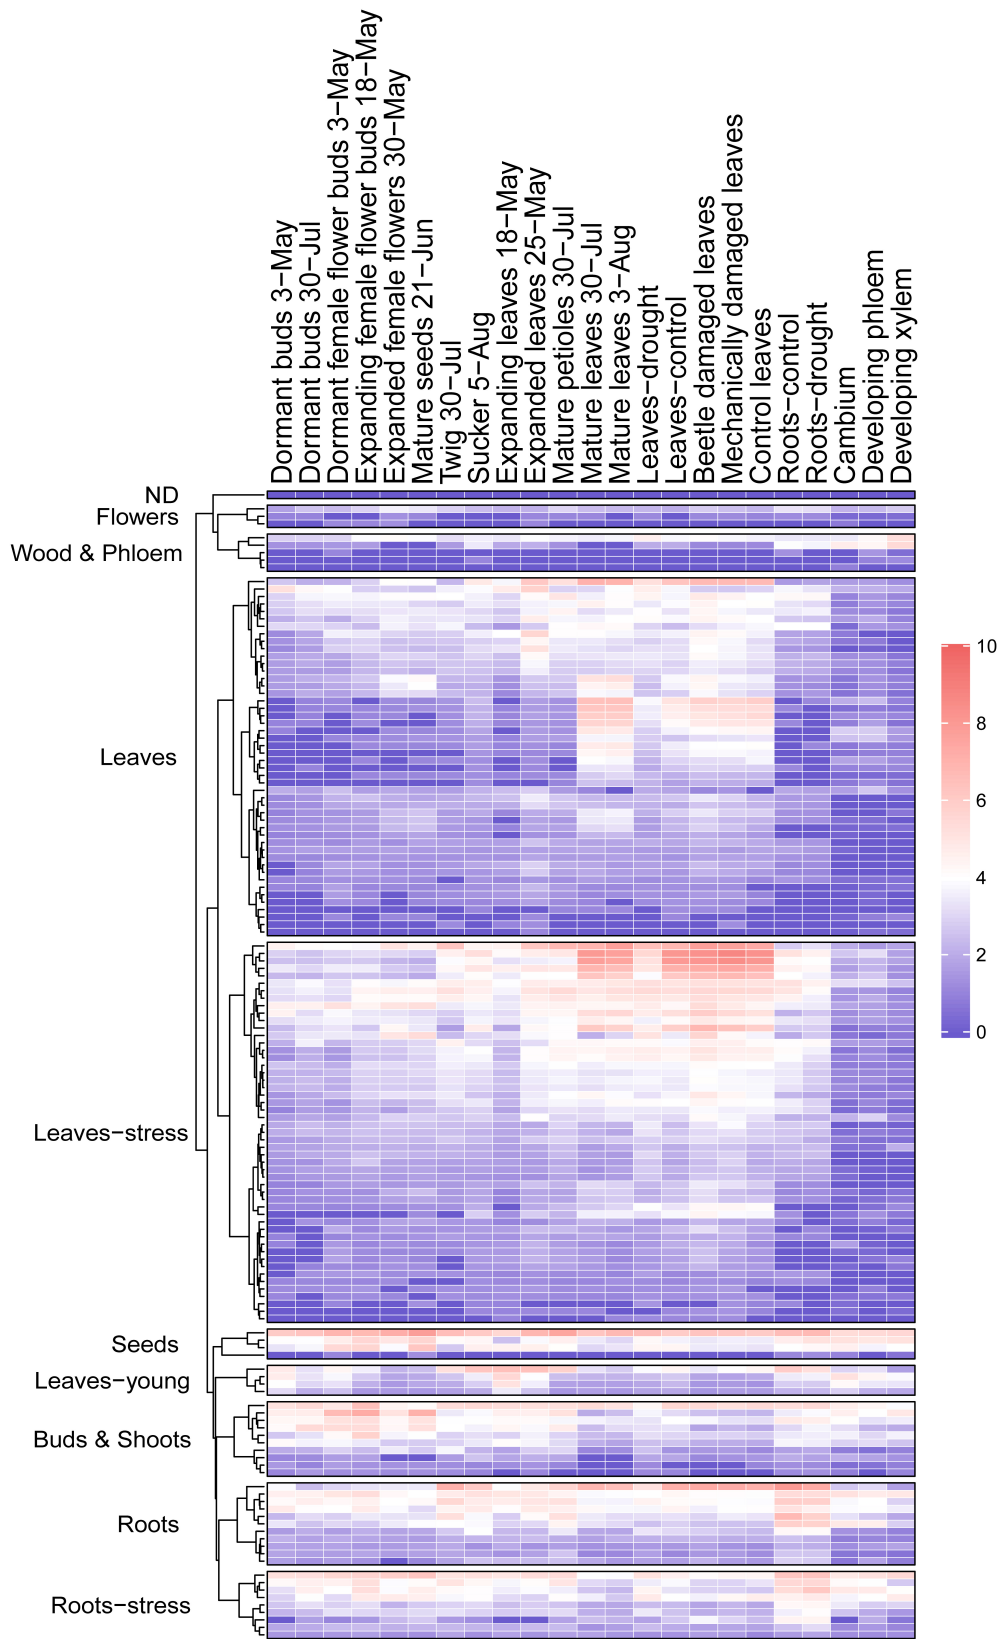 Dormant buds 3−May
Dormant buds 30−Jul
Dormant female flower buds 3−May
Expanding female flower buds 18−May
Expanded female flowers 30−May
Mature seeds 21−Jun
Twig 30−Jul
Sucker 5−Aug
Expanding leaves 18−May
Expanded leaves 25−May
Mature petioles 30−Jul
Mature leaves 30−Jul
Mature leaves 3−Aug
Leaves−drought
Leaves−control
Beetle damaged leaves
Mechanically damaged leaves
Control leaves
Roots−control
Roots−drought
Cambium
Developing phloem
Developing xylem
ND
Flowers
Wood & Phloem
Leaves
Leaves−stress
Seeds
Leaves−young
Buds & Shoots
Roots
Roots−stress
10
8
6
4
2
0